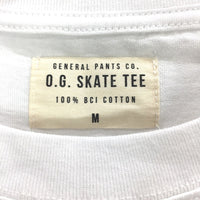 GENERAL PANTS CO.
O.G. SKATE TEE
100% BCI COTTON
M